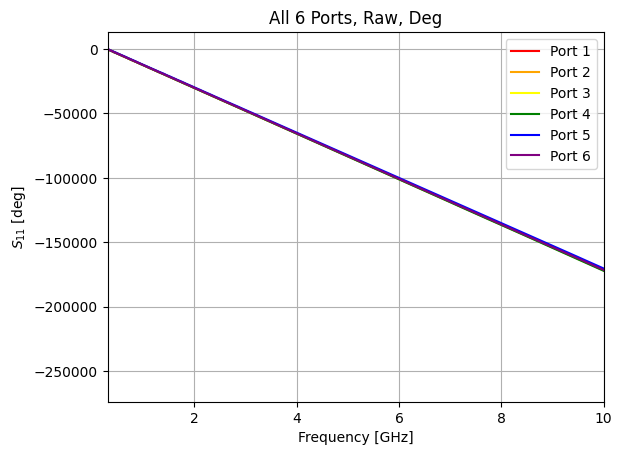 All 6 Ports, Raw, Deg
0
−50000
−100000
−150000
−200000
−250000
S11 [deg]
Port 1
Port 2
Port 3
Port 4
Port 5
Port 6
2
4
6
8
10
Frequency [GHz]